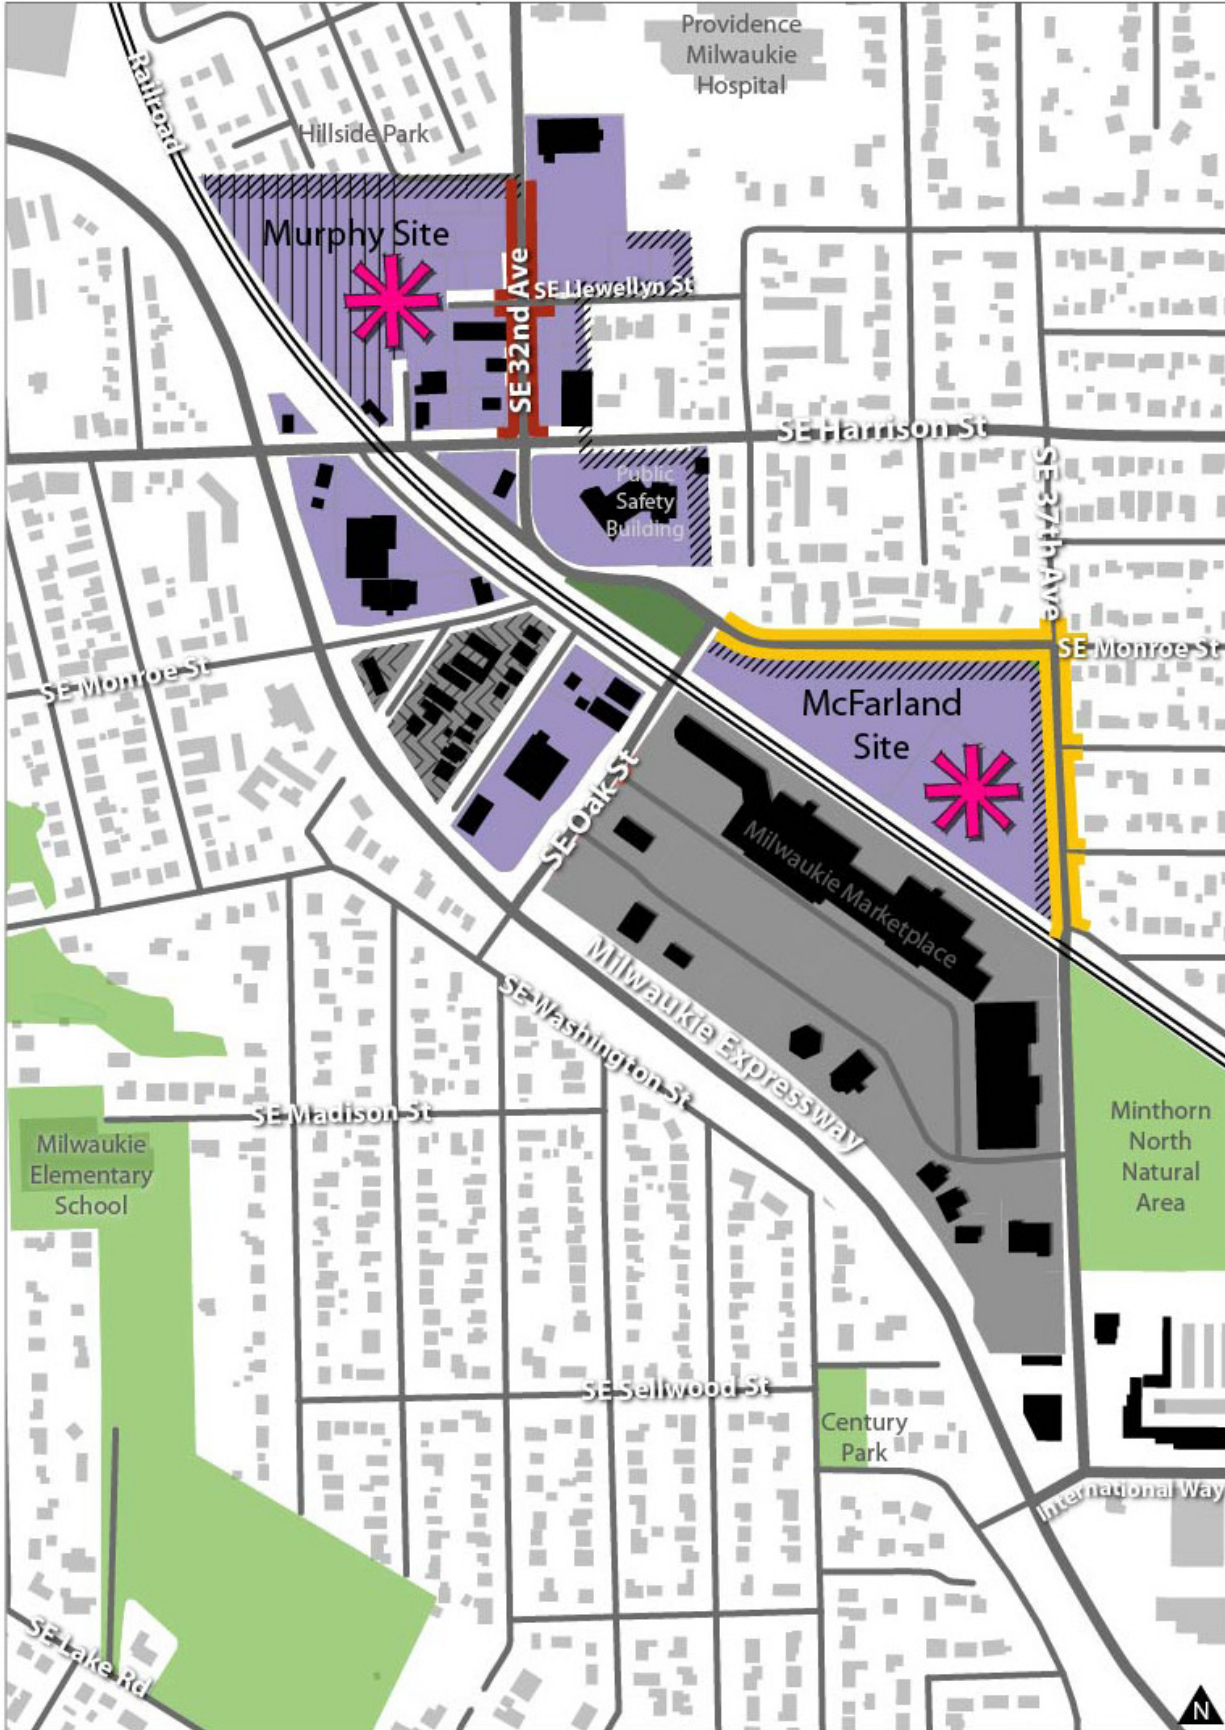 Providence
Milwaukie
Hospital
Railroad
Hillside Park
Murphy Site
SE 32nd Ave
SE Llewellyn St
SE Harrison St
Public
Safety
Building
SE 37th Ave
SE Monroe St
SE Monroe St
McFarland
Site
SE Oak St
Milwaukie Marketplace
Milwaukie Expressway
SE Washington St
SE Madison St
Milwaukie
Elementary
School
Minthorn
North
Natural
Area
SE Sellwood St
Century
Park
International Way
SE Lake Rd
N